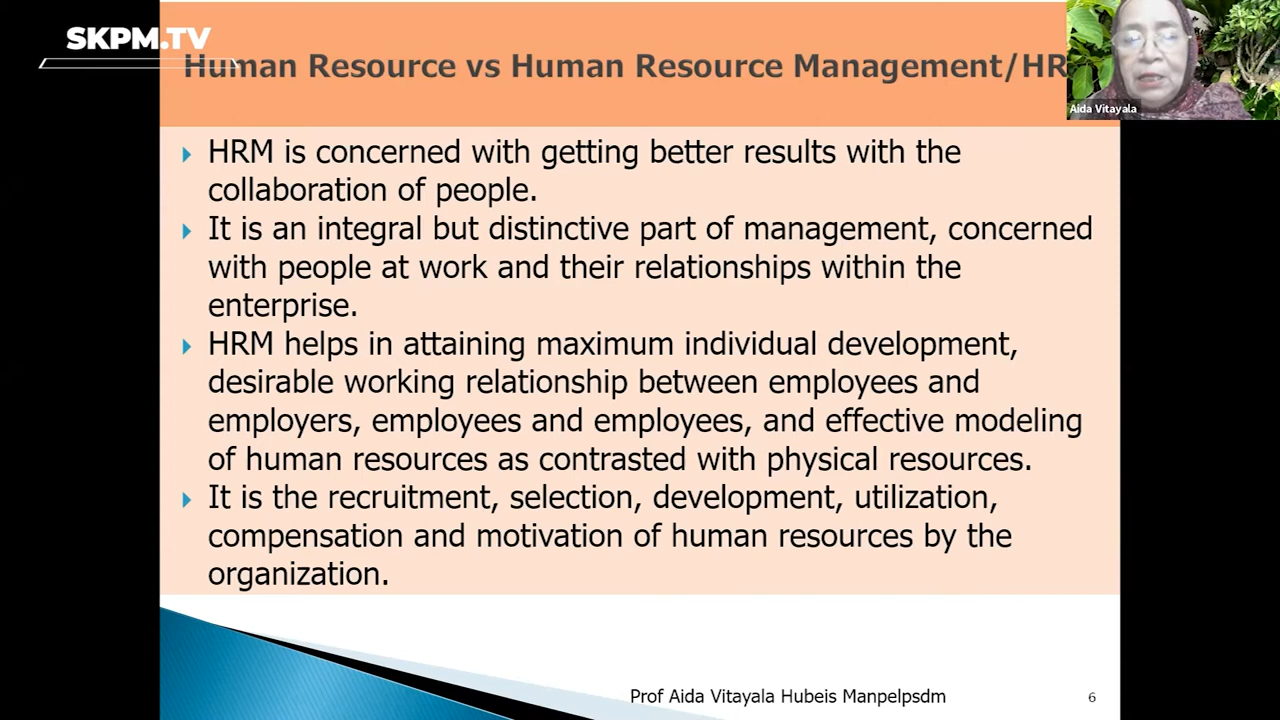 SKPM.TV
Human Resource vs Human Resource Management/HR
Aida Vitayala
HRM is concerned with getting better results with the
collaboration of people.
It is an integral but distinctive part of management, concerned
with people at work and their relationships within the
enterprise.
HRM helps in attaining maximum individual development,
desirable working relationship between employees and
employers, employees and employees, and effective modeling
of human resources as contrasted with physical resources.
It is the recruitment, selection, development, utilization,
compensation and motivation of human resources by the
organization.
Prof Aida Vitayala Hubeis Manpelpsdm
6